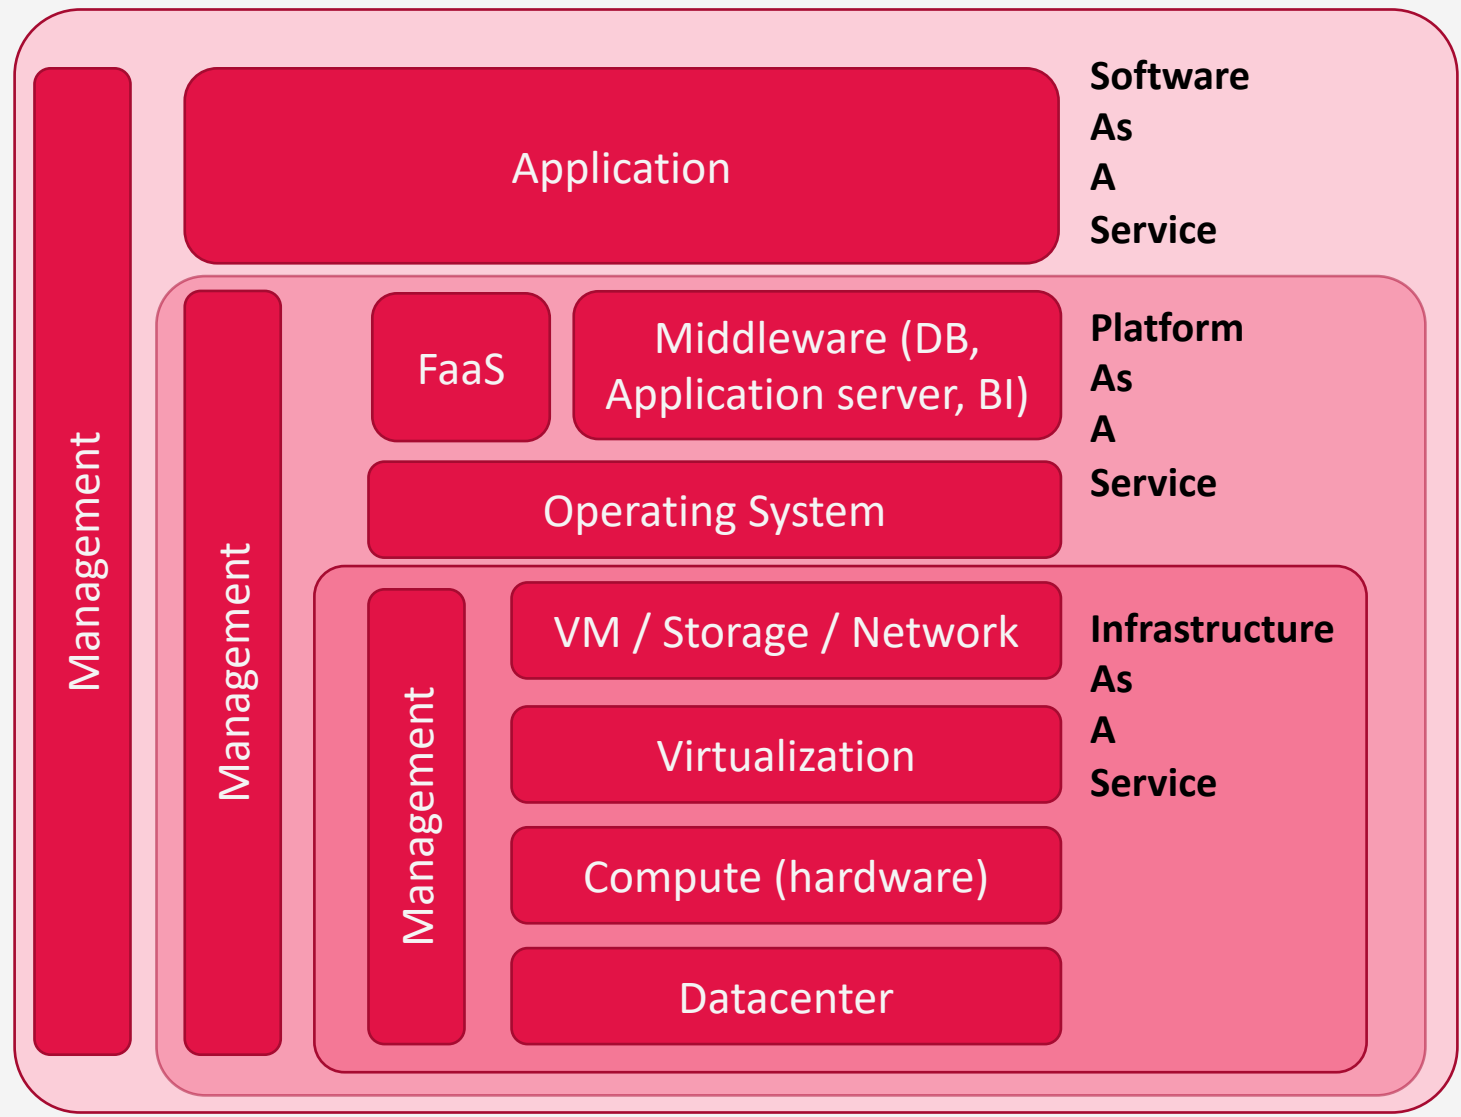 Management
Application
Software
As
A
Service
Management
FaaS
Middleware (DB,
Application server, BI)
Platform
As
A
Service
Operating System
Management
VM / Storage / Network
Infrastructure
As
A
Service
Virtualization
Compute (hardware)
Datacenter